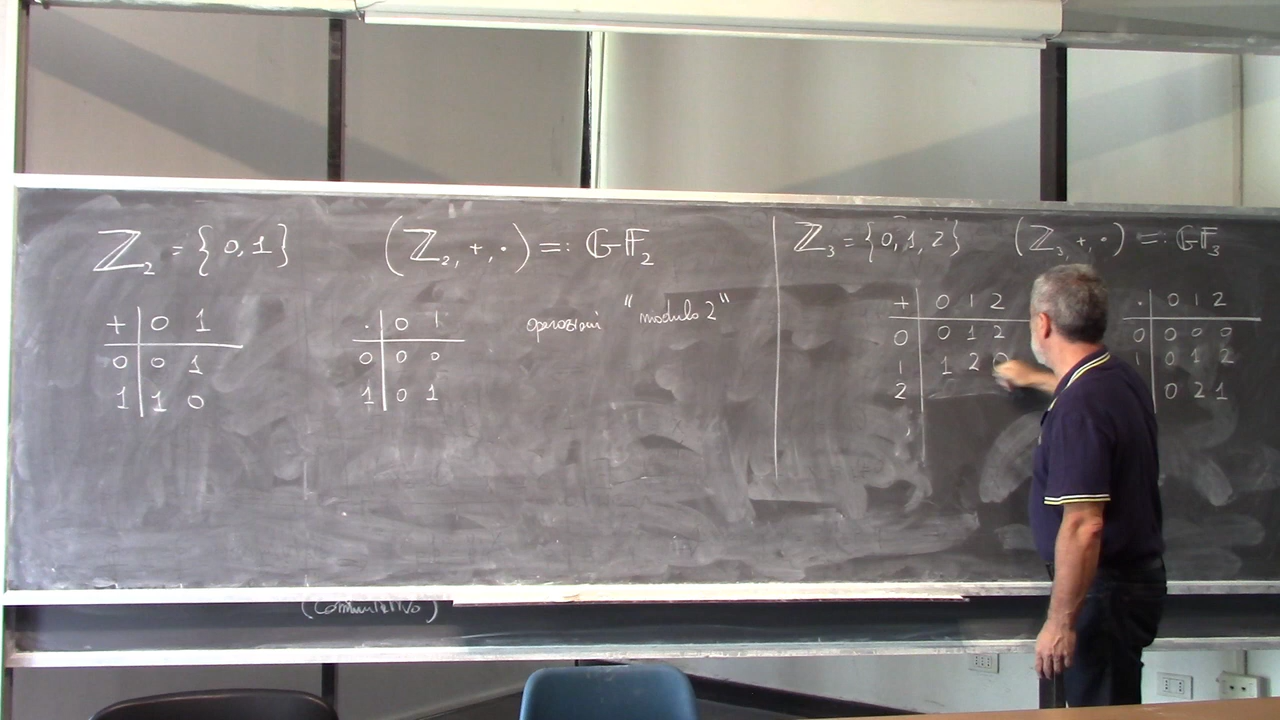 ℤ₂ = {0,1} (ℤ₂, +, ·) =: 𝔾𝔽₂
+ | 0 1
0 | 0 1
1 | 1 0
· | 0 1
0 | 0 0
1 | 0 1
operazioni "modulo 2"
ℤ₃ = {0,1,2} (ℤ₃, +, ·) =: 𝔾𝔽₃
+ | 0 1 2
0 | 0 1 2
1 | 1 2 0
2 |
· | 0 1 2
0 | 0 0 0
1 | 0 1 2
| 0 2 1
(commutativo)